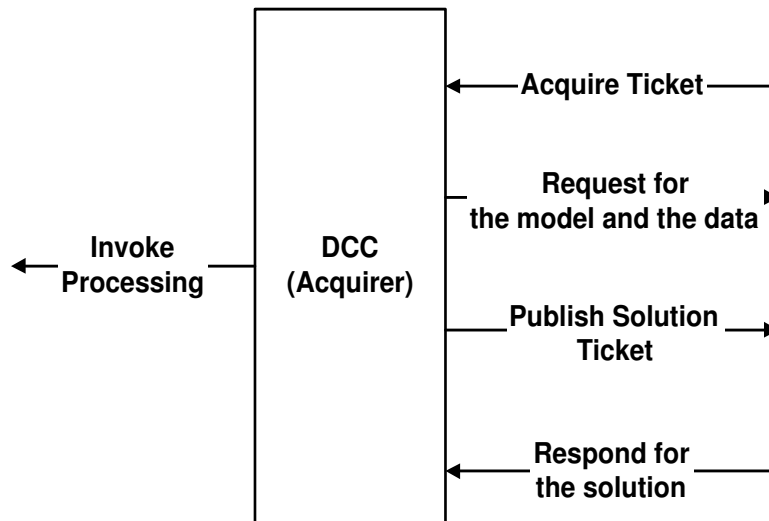 Acquire Ticket
Request for
the model and the data
Invoke
Processing
DCC
(Acquirer)
Publish Solution
Ticket
Respond for
the solution